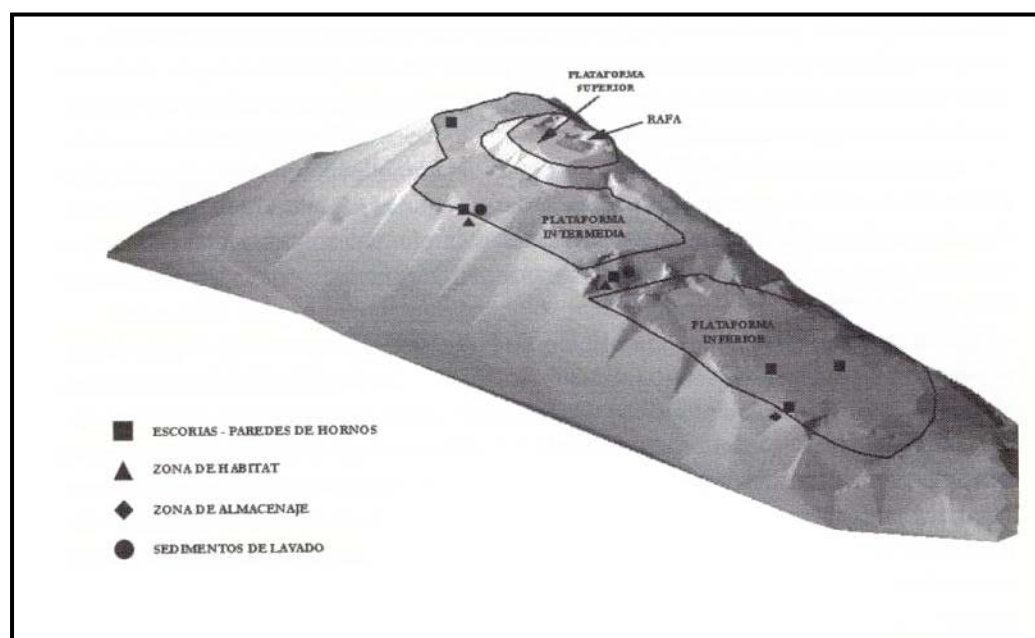 PLATAFORMA
SUPERIOR
RAFA
PLATAFORMA
INTERMEDIA
PLATAFORMA
INFERIOR
ESCORIAS - PAREDES DE HORNOS
ZONA DE HABITAT
ZONA DE ALMACENAJE
SEDIMENTOS DE LAVADO